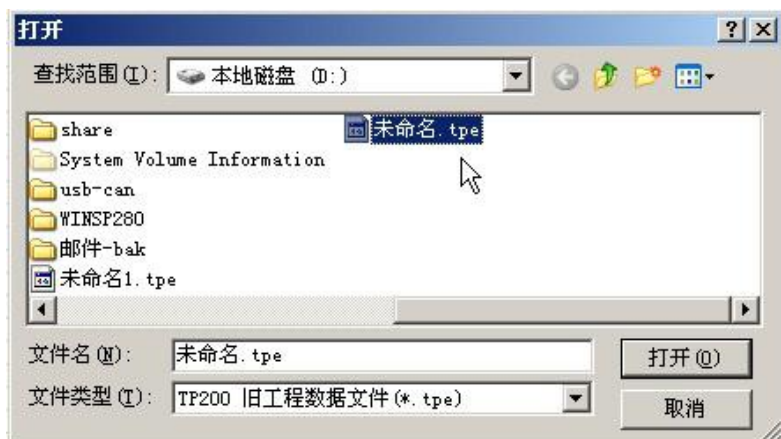 打开
查找范围(I): 本地磁盘 (D:)
share
System Volume Information
usb-can
WINSP280
邮件-bak
未命名1.tpe
未命名.tpe
文件名(N): 未命名.tpe 打开(O)
文件类型(T): TP200 旧工程数据文件(*.tpe) 取消